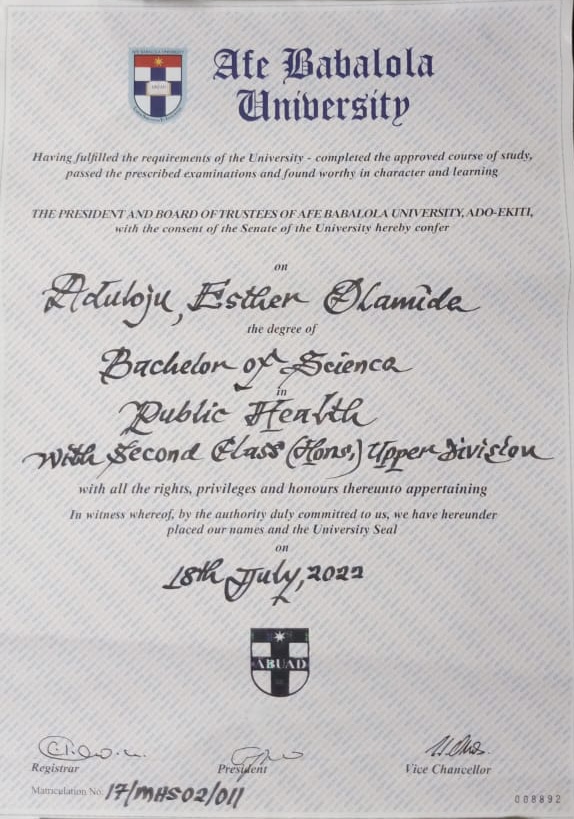 Afe Babalola
University
Having fulfilled the requirements of the University - completed the approved course of study,
passed the prescribed examinations and found worthy in character and learning
THE PRESIDENT AND BOARD OF TRUSTEES OF AFE BABALOLA UNIVERSITY, ADO-EKITI,
with the consent of the Senate of the University hereby confer
on
Aduloju, Esther Olamide
the degree of
Bachelor of Science
in
Public Health
with Second Class (Hons.) Upper Division
with all the rights, privileges and honours thereunto appertaining
In witness whereof, by the authority duly committed to us, we have hereunder
placed our names and the University Seal
on
18th July, 2022
ABUAD
Registrar
President
Vice Chancellor
Matriculation No: 17/MHS02/011
008892